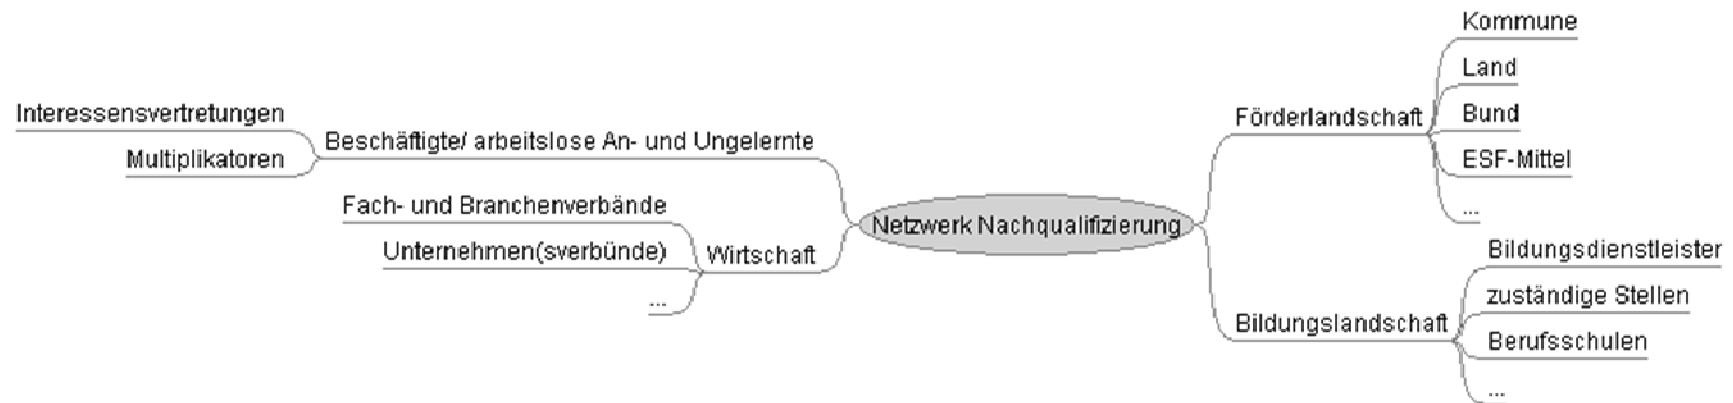 Interessensvertretungen
Multiplikatoren
Beschäftigte/ arbeitslose An- und Ungelernte
Fach- und Branchenverbände
Unternehmen(sverbünde)
...
Wirtschaft
Netzwerk Nachqualifizierung
Förderlandschaft
Kommune
Land
Bund
ESF-Mittel
...
Bildungslandschaft
Bildungsdienstleister
zuständige Stellen
Berufsschulen
...